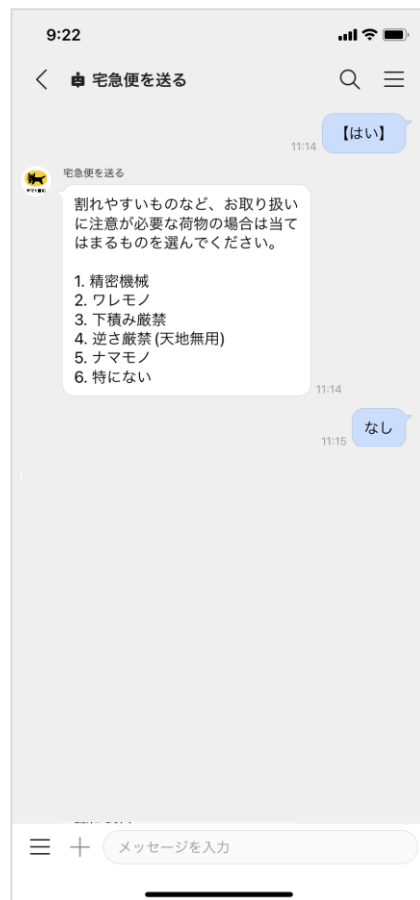 9:22
宅急便を送る
【はい】
11:14
宅急便を送る
割れやすいものなど、お取り扱い
に注意が必要な荷物の場合は当て
はまるものを選んでください。
1. 精密機械
2. ワレモノ
3. 下積み厳禁
4. 逆さ厳禁(天地無用)
5. ナマモノ
6. 特にない
11:14
なし
11:15
メッセージを入力